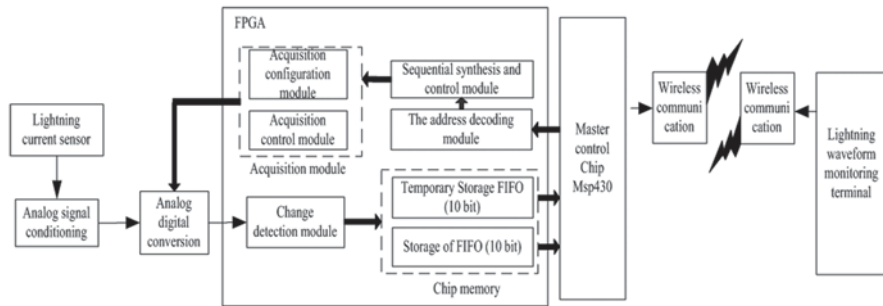 FPGA
Acquisition
configuration
module
Acquisition
control module
Acquisition module
Sequential synthesis and
control module
The address decoding
module
Lightning
current sensor
Analog signal
conditioning
Analog
digital
conversion
Change
detection module
Temporary Storage FIFO
(10 bit)
Storage of FIFO (10 bit)
Chip memory
Master
control
Chip
Msp430
Wireless
communi
cation
Wireless
communi
cation
Lightning
waveform
monitoring
terminal